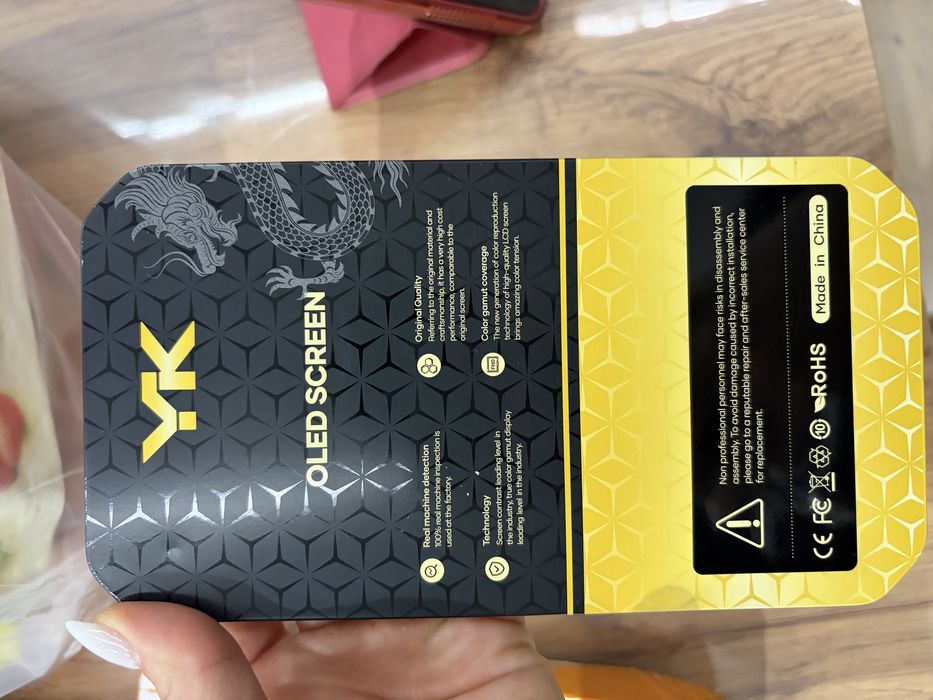 YK
OLED SCREEN
Real machine detection
100% real machine inspection is
used at the factory.
Original Quality
Referring to the original material and
craftsmanship, it has a very high cost
performance, comparable to the
original screen.
Technology
Screen contrast leading level in
the industry, true color gamut display
leading level in the industry.
Color gamut coverage
The new generation of color reproduction
technology of high-quality LCD screen
brings amazing color tension.
Non professional personnel may face risks in disassembly and
assembly. To avoid damage caused by incorrect installation,
please go to a reputable repair and after-sales service center
for replacement.
CE FC 10 RoHS Made in China